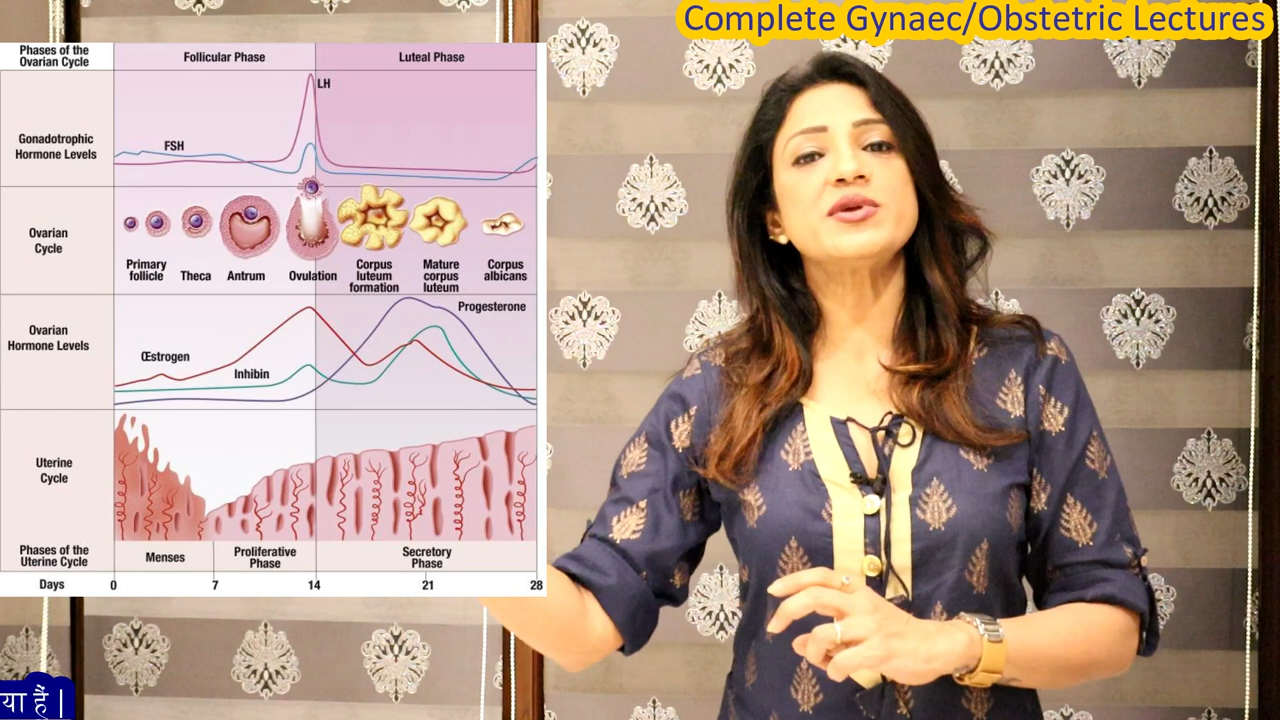 Complete Gynaec/Obstetric Lectures
Phases of the
Ovarian Cycle
Follicular Phase
Luteal Phase
Gonadotrophic
Hormone Levels
FSH
LH
Ovarian
Cycle
Primary
follicle
Theca
Antrum
Ovulation
Corpus
luteum
formation
Mature
corpus
luteum
Corpus
albicans
Ovarian
Hormone Levels
Œstrogen
Inhibin
Progesterone
Uterine
Cycle
Phases of the
Uterine Cycle
Menses
Proliferative
Phase
Secretory
Phase
Days 0 7 14 21 28
या हैं |